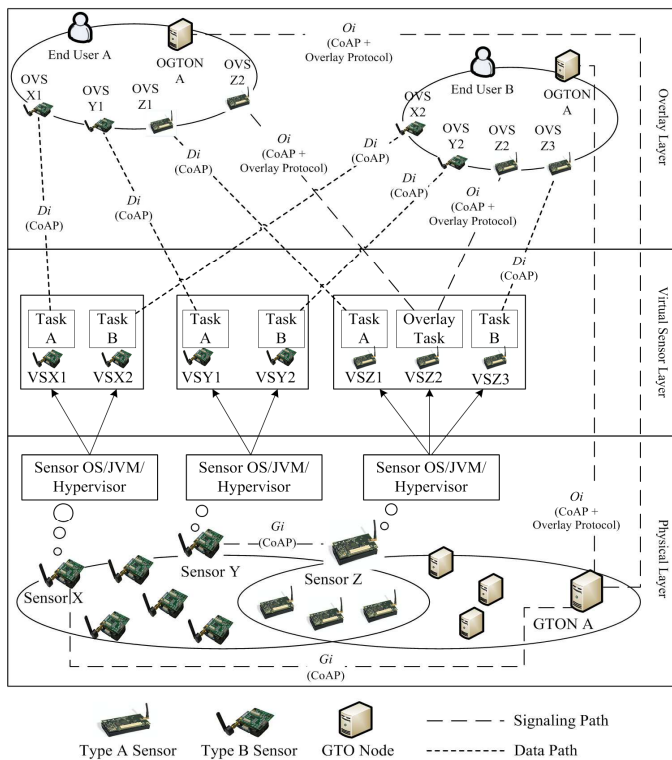 End User A
OGTON
A
OVS
X1
OVS
Y1
OVS
Z1
OVS
Z2
Oi
(CoAP +
Overlay Protocol)
End User B
OGTON
A
OVS
X2
OVS
Y2
OVS
Z2
OVS
Z3
Overlay Layer
Di
(CoAP)
Di
(CoAP)
Di
(CoAP)
Oi
(CoAP +
Overlay Protocol)
Di
(CoAP)
Di
(CoAP)
Oi
(CoAP +
Overlay Protocol)
Di
(CoAP)
Task
A
Task
B
VSX1
VSX2
Task
A
Task
B
VSY1
VSY2
Task
A
Overlay
Task
Task
B
VSZ1
VSZ2
VSZ3
Virtual Sensor Layer
Sensor OS/JVM/
Hypervisor
Sensor OS/JVM/
Hypervisor
Sensor OS/JVM/
Hypervisor
Oi
(CoAP +
Overlay Protocol)
Gi
(CoAP)
Sensor X
Sensor Y
Sensor Z
GTON A
Gi
(CoAP)
Physical Layer
Type A Sensor
Type B Sensor
GTO Node
Signaling Path
Data Path